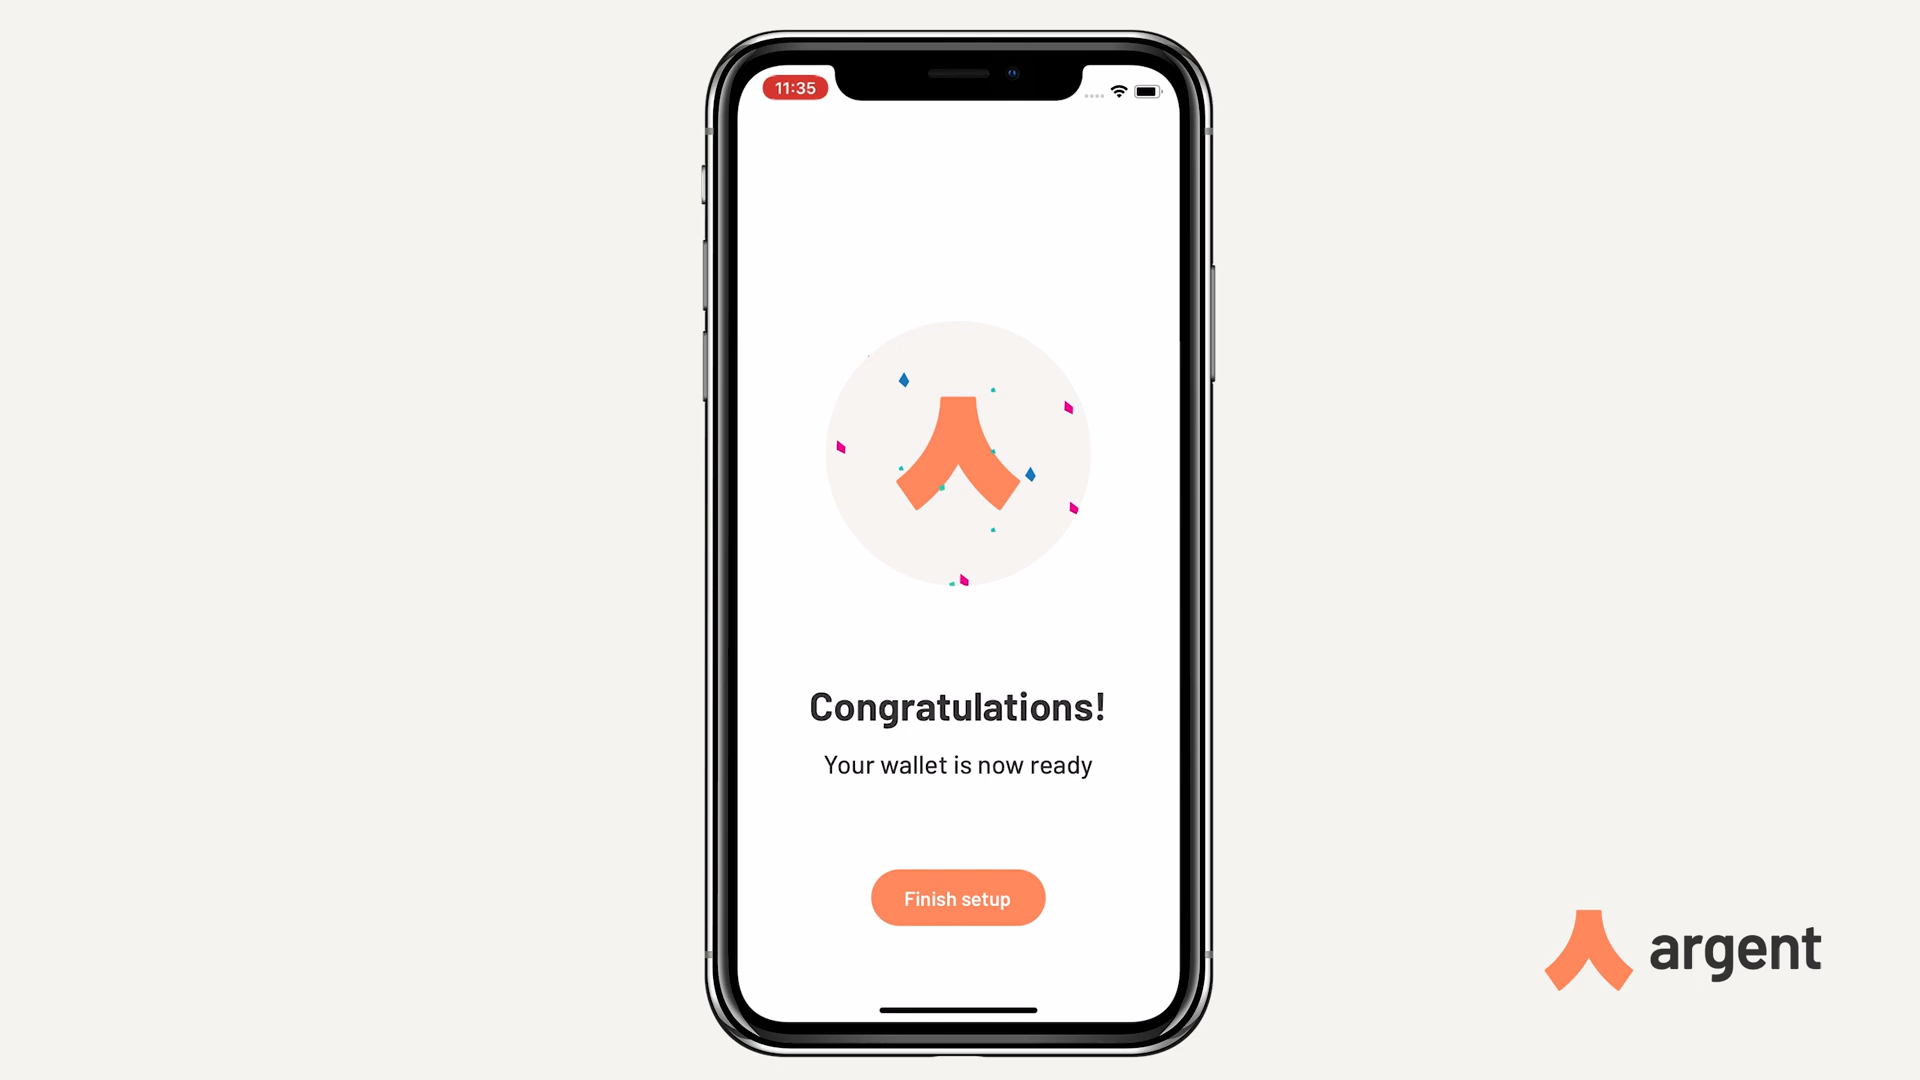 11:35
Congratulations!
Your wallet is now ready
Finish setup
argent